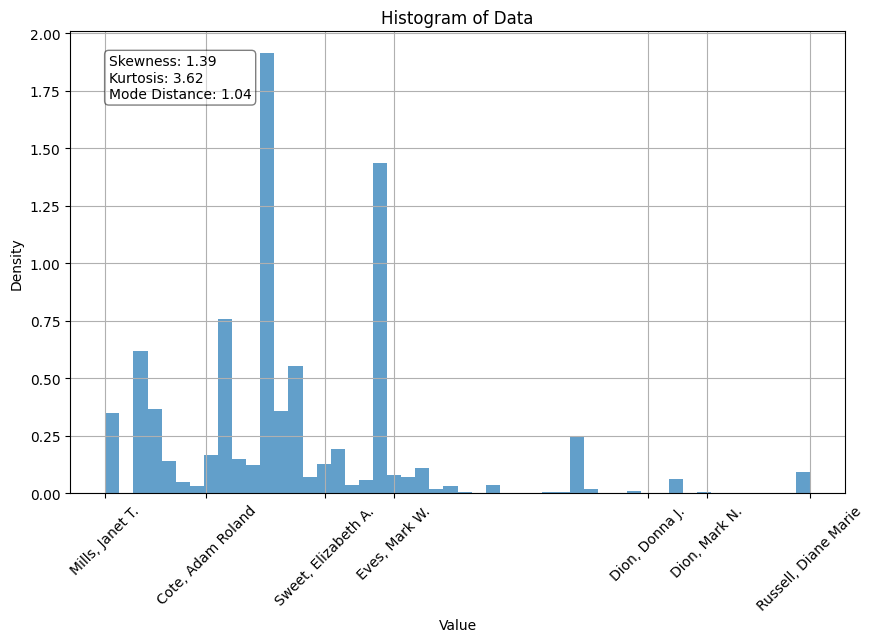 Histogram of Data
Skewness: 1.39
Kurtosis: 3.62
Mode Distance: 1.04
2.00
1.75
1.50
1.25
1.00
0.75
0.50
0.25
0.00
Density
Mills, Janet T.
Cote, Adam Roland
Sweet, Elizabeth A.
Eves, Mark W.
Dion, Donna J.
Dion, Mark N.
Russell, Diane Marie
Value